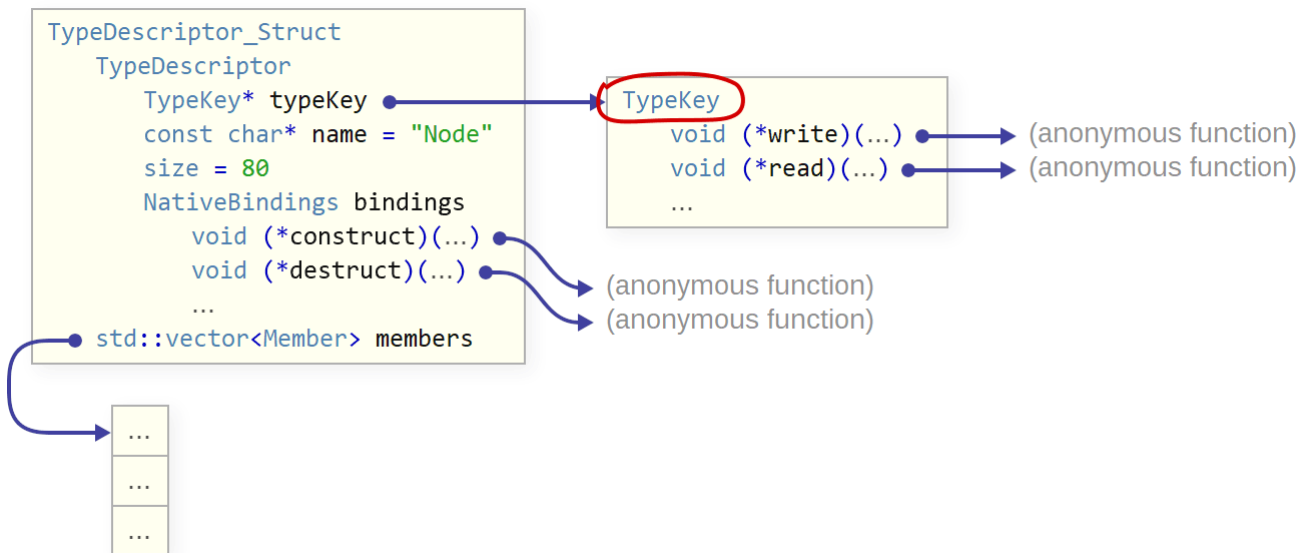 TypeDescriptor_Struct
TypeDescriptor
TypeKey* typeKey
const char* name = "Node"
size = 80
NativeBindings bindings
void (*construct)(...)
void (*destruct)(...)
...
std::vector<Member> members
TypeKey
void (*write)(...)
void (*read)(...)
...
(anonymous function)
(anonymous function)
(anonymous function)
(anonymous function)
...
...
...